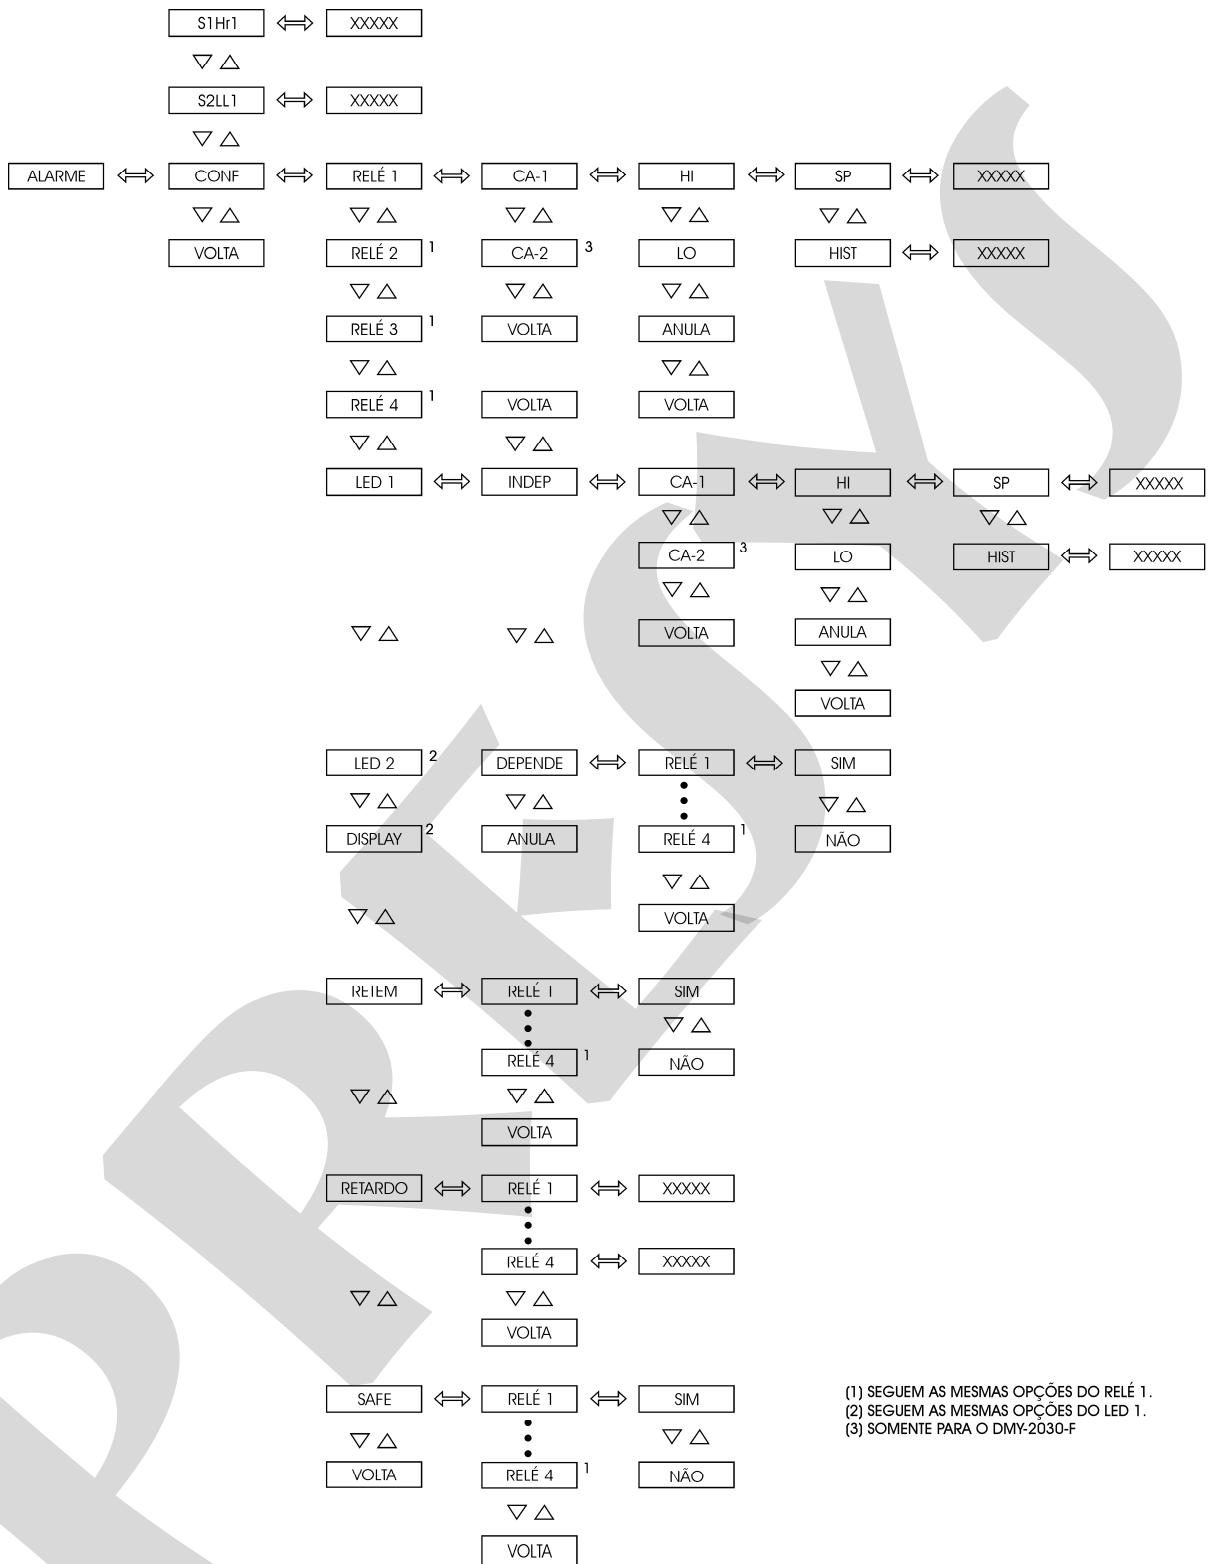 S1Hr1 XXXXX
S2LL1 XXXXX
ALARME CONF RELÉ 1 CA-1 HI SP XXXXX
VOLTA RELÉ 2 1 CA-2 3 LO HIST XXXXX
RELÉ 3 1 VOLTA ANULA
RELÉ 4 1 VOLTA VOLTA
LED 1 INDEP CA-1 HI SP XXXXX
CA-2 3 LO HIST XXXXX
VOLTA ANULA
VOLTA
LED 2 2 DEPENDE RELÉ 1 SIM
DISPLAY 2 ANULA RELÉ 4 1 NÃO
VOLTA
RETEM RELÉ 1 SIM
RELÉ 4 1 NÃO
VOLTA
RETARDO RELÉ 1 XXXXX
RELÉ 4 XXXXX
VOLTA
SAFE RELÉ 1 SIM
VOLTA RELÉ 4 1 NÃO
VOLTA
(1) SEGUEM AS MESMAS OPÇÕES DO RELÉ 1.
(2) SEGUEM AS MESMAS OPÇÕES DO LED 1.
(3) SOMENTE PARA O DMY-2030-F
PRESYS